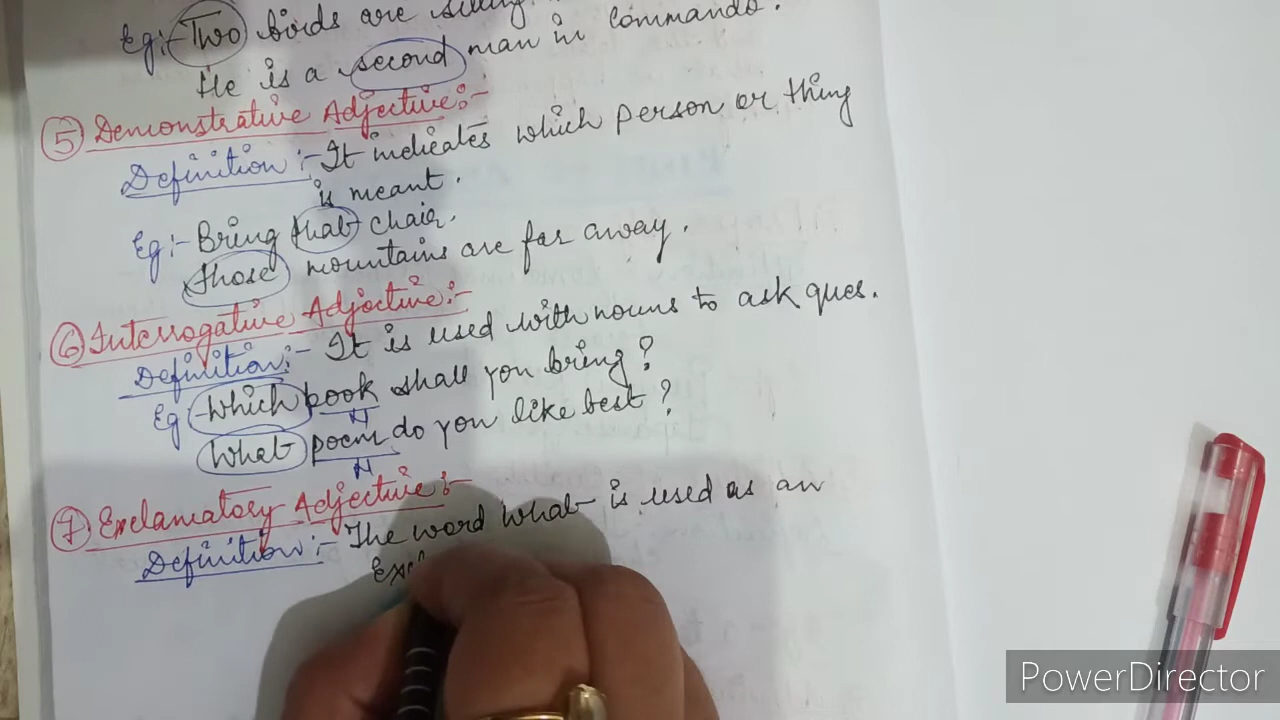 Eg:- Two birds are sitting
He is a second man in commando.
⑤ Demonstrative Adjective:-
Definition:- It indicates which person or thing
is meant.
Eg:- Bring that chair.
those mountains are far away.
⑥ Interrogative Adjective:-
Definition:- It is used with nouns to ask ques.
Eg - Which book shall you bring?
N
What poem do you like best?
N
⑦ Exclamatory Adjective:-
Definition:- The word what is used as an
Excl
PowerDirector